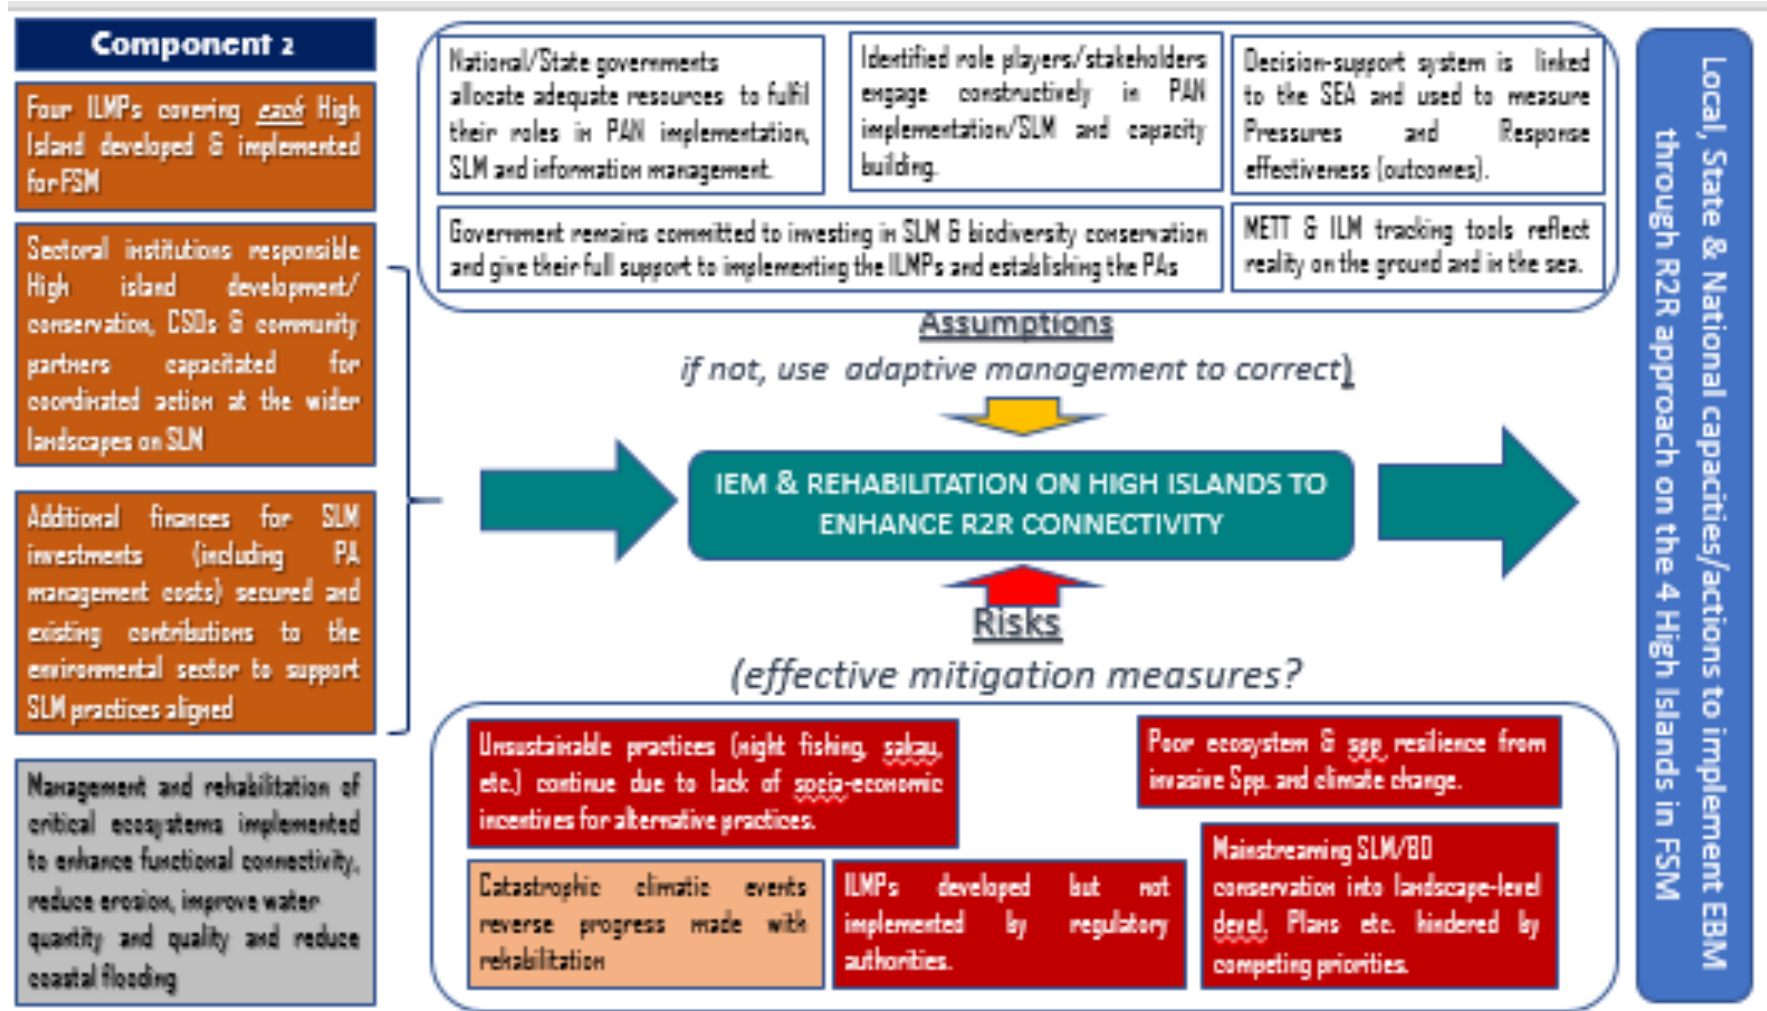 Component 2
Four ILMPs covering each High
Island developed & implemented
for FSM
Sectoral institutions responsible
High island development/
conservation, CSOs & community
partners capacitated for
coordinated action at the wider
landscapes on SLM
Additional finances for SLM
investments (including PA
management costs) secured and
existing contributions to the
environmental sector to support
SLM practices aligned
Management and rehabilitation of
critical ecosystems implemented
to enhance functional connectivity,
reduce erosion, improve water
quantity and quality and reduce
coastal flooding
National/State governments
allocate adequate resources to fulfil
their roles in PAN implementation,
SLM and information management.
Identified role players/stakeholders
engage constructively in PAN
implementation/SLM and capacity
building.
Decision-support system is linked
to the SEA and used to measure
Pressures and Response
effectiveness (outcomes).
Government remains committed to investing in SLM & biodiversity conservation
and give their full support to implementing the ILMPs and establishing the PAs
METT & ILM tracking tools reflect
reality on the ground and in the sea.
Assumptions
if not, use adaptive management to correct)
IEM & REHABILITATION ON HIGH ISLANDS TO
ENHANCE R2R CONNECTIVITY
Risks
(effective mitigation measures?
Unsustainable practices (night fishing, sakau,
etc.) continue due to lack of socia-economic
incentives for alternative practices.
Poor ecosystem & spp resilience from
invasive Spp. and climate change.
Catastrophic climatic events
reverse progress made with
rehabilitation
ILMPs developed but not
implemented by regulatory
authorities.
Mainstreaming SLM/BD
conservation into landscape-level
devel. Plans etc. hindered by
competing priorities.
Local, State & National capacities/actions to implement EBM
through R2R approach on the 4 High Islands in FSM